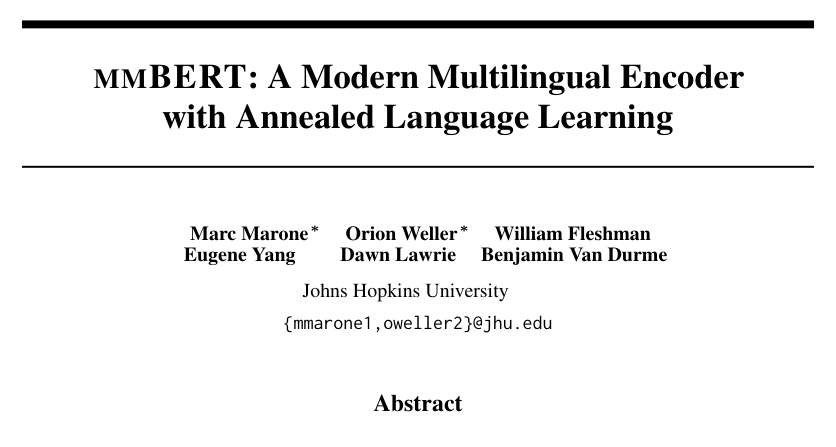 MMBERT: A Modern Multilingual Encoder
with Annealed Language Learning
Marc Marone* Orion Weller* William Fleshman
Eugene Yang Dawn Lawrie Benjamin Van Durme
Johns Hopkins University
{mmarone1,oweller2}@jhu.edu
Abstract